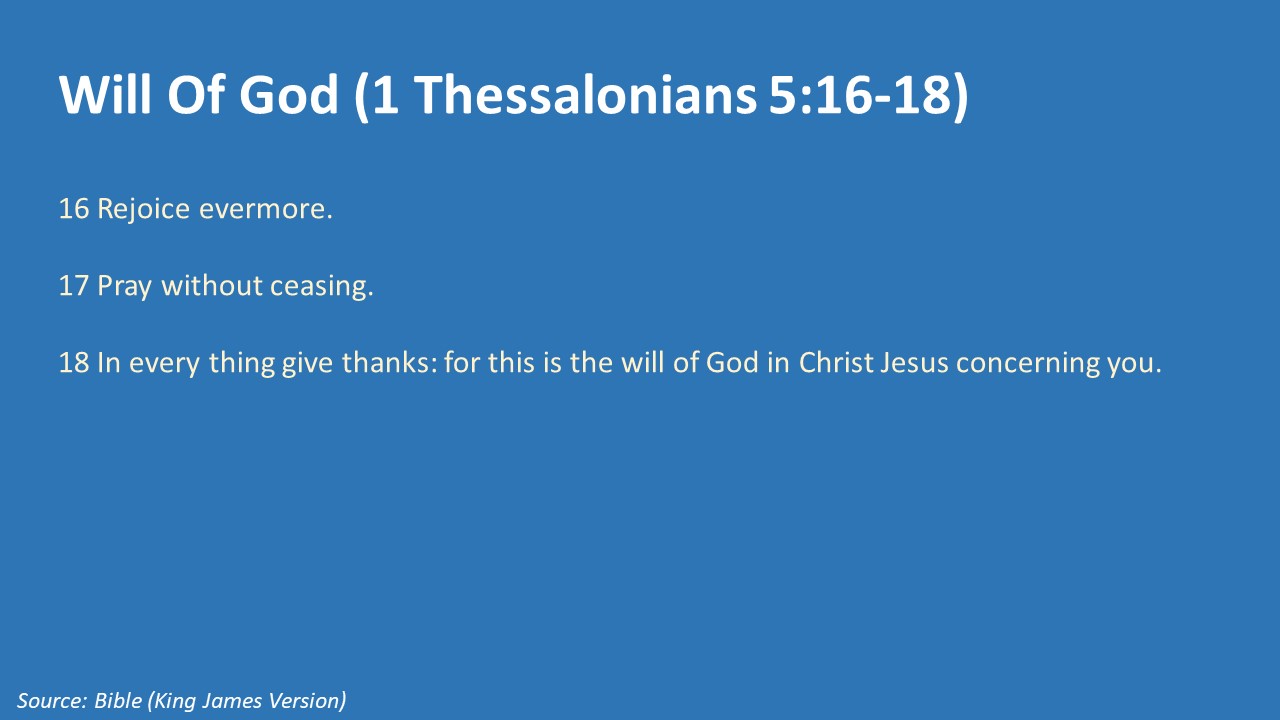 Will Of God (1 Thessalonians 5:16-18)
16 Rejoice evermore.
17 Pray without ceasing.
18 In every thing give thanks: for this is the will of God in Christ Jesus concerning you.
Source: Bible (King James Version)